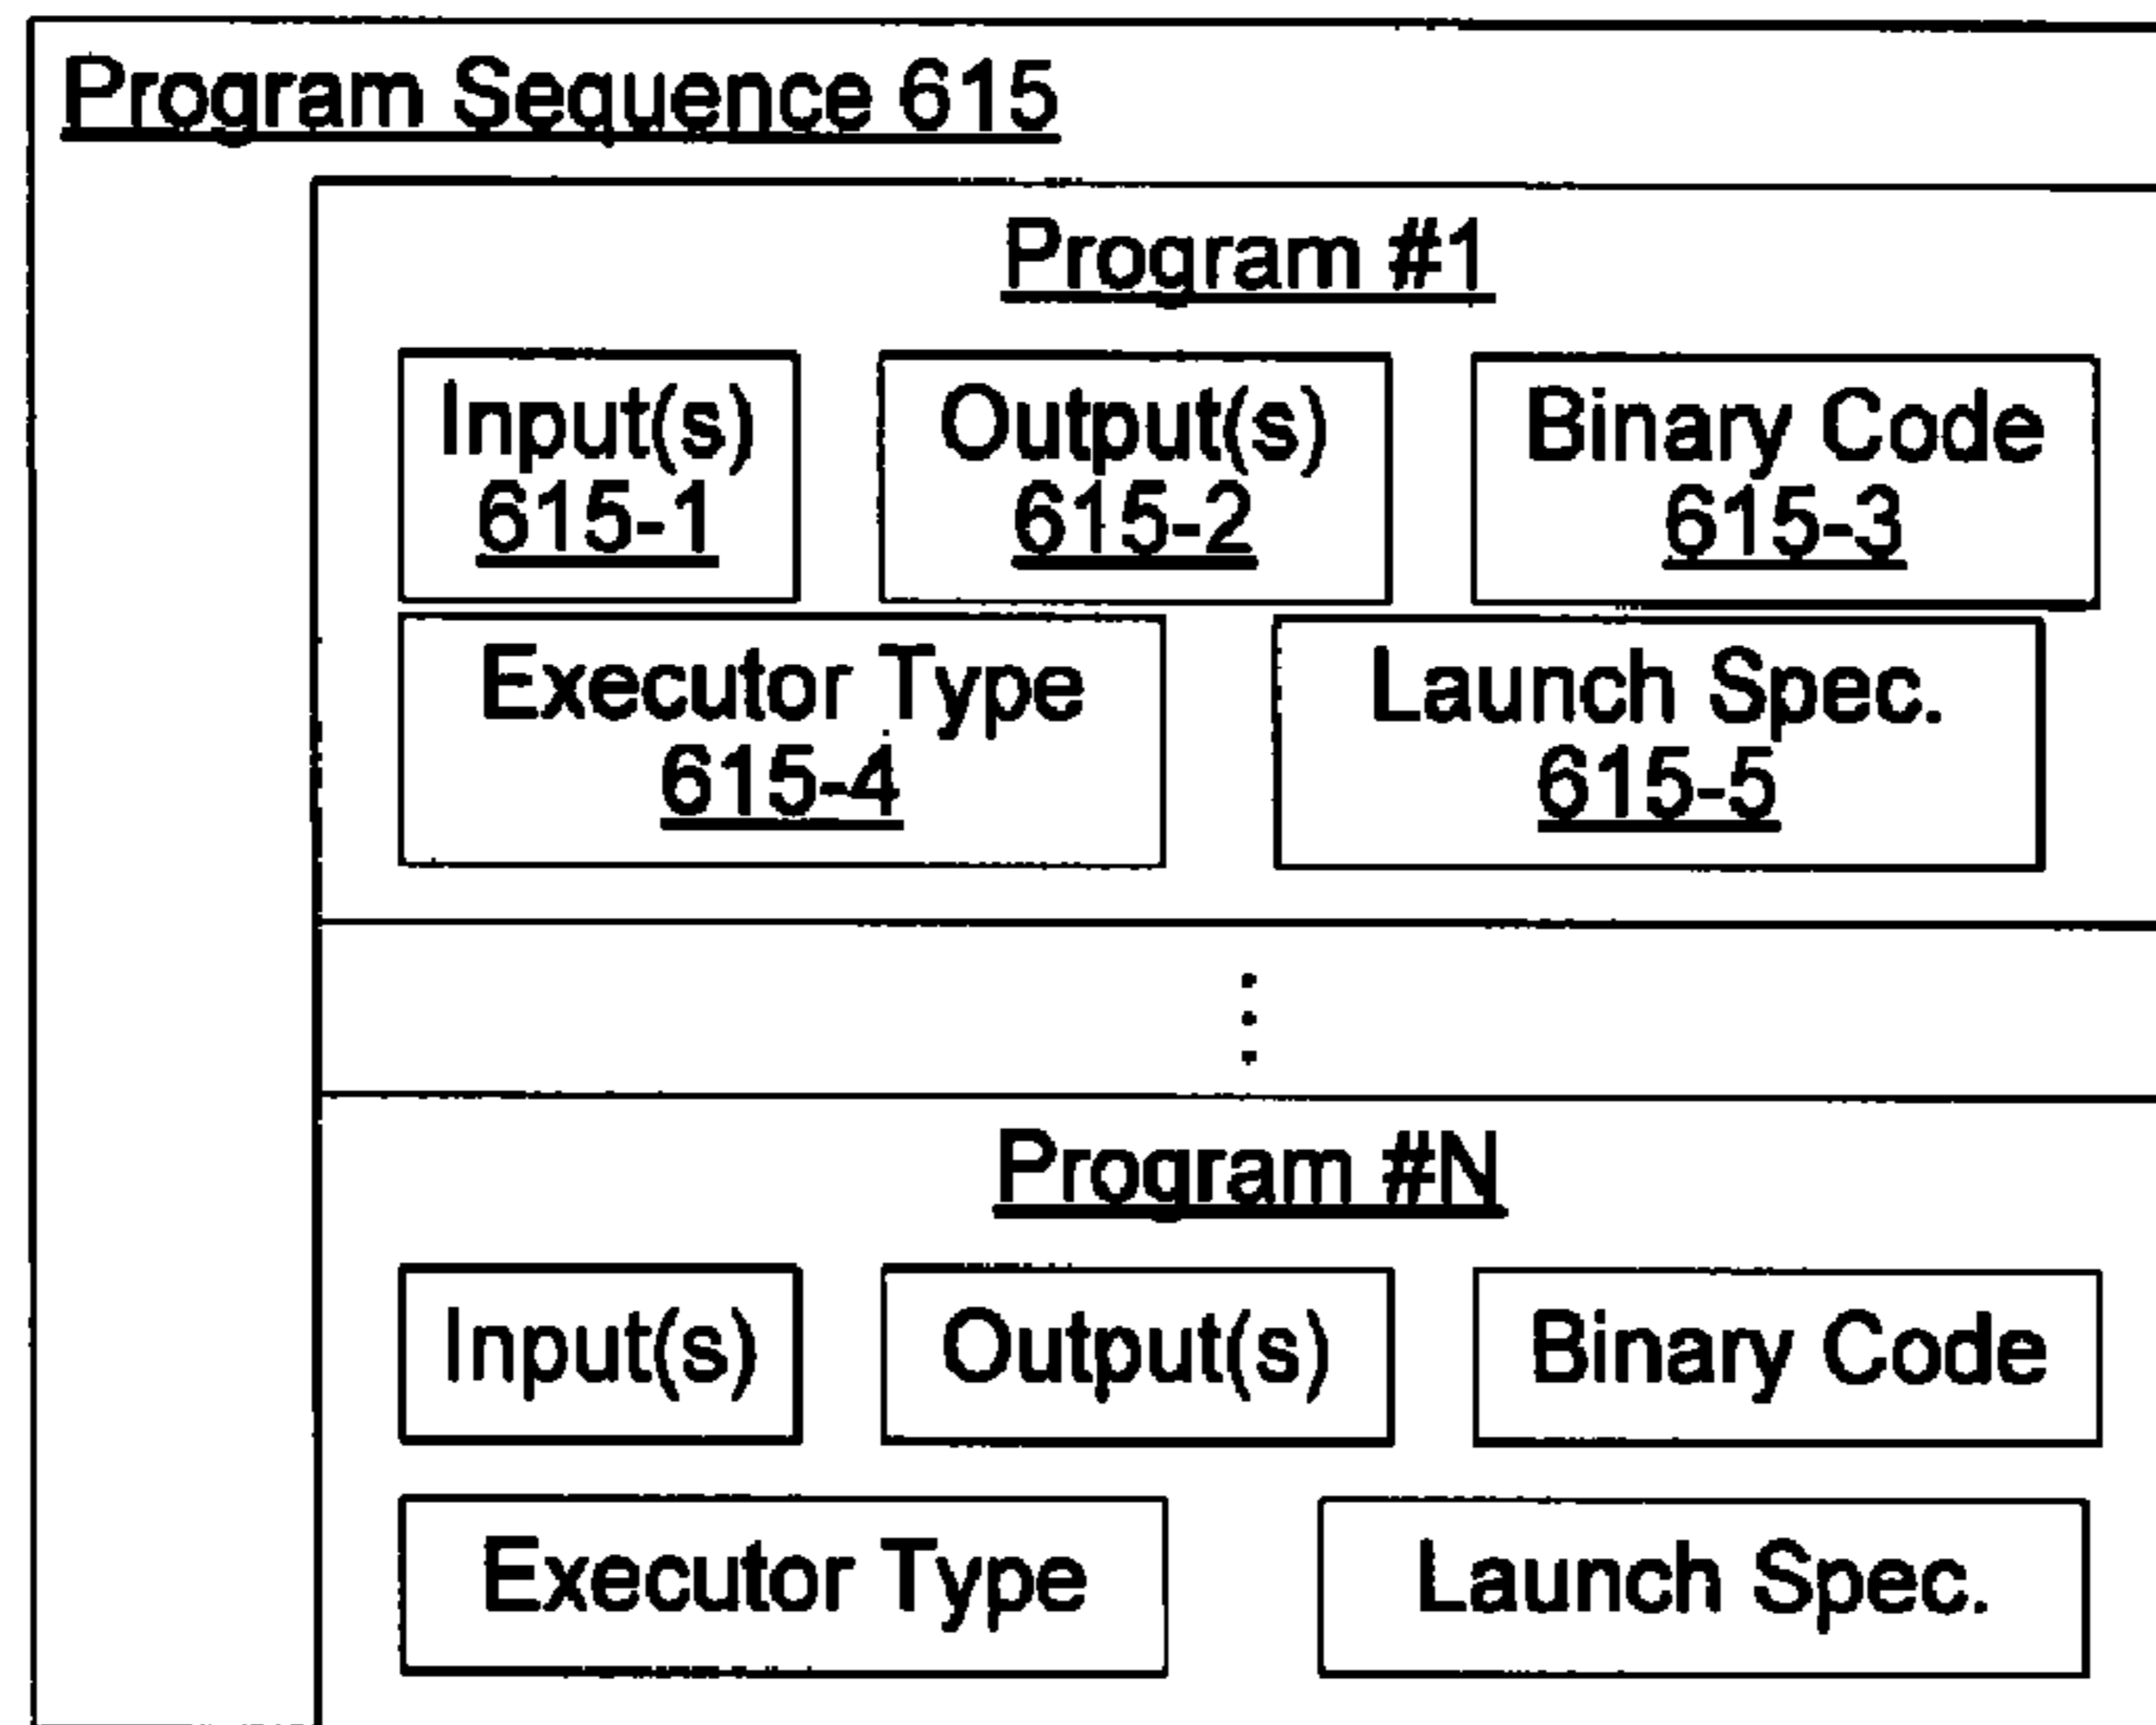 Program Sequence 615
Program #1
Input(s)
615-1
Output(s)
615-2
Binary Code
615-3
Executor Type
615-4
Launch Spec.
615-5
Program #N
Input(s)
Output(s)
Binary Code
Executor Type
Launch Spec.